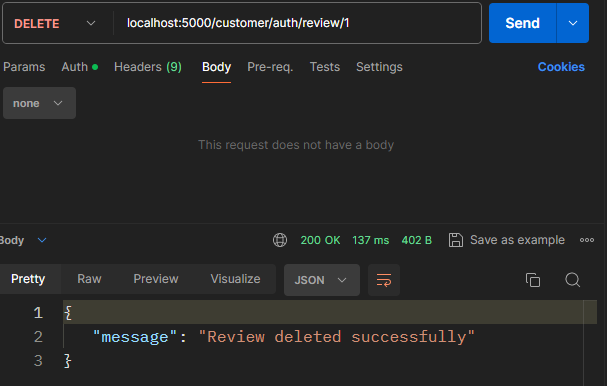 DELETE localhost:5000/customer/auth/review/1 Send
Params Auth Headers (9) Body Pre-req. Tests Settings Cookies
none
This request does not have a body
Body 200 OK 137 ms 402 B Save as example
Pretty Raw Preview Visualize JSON
1 {
2 "message": "Review deleted successfully"
3 }